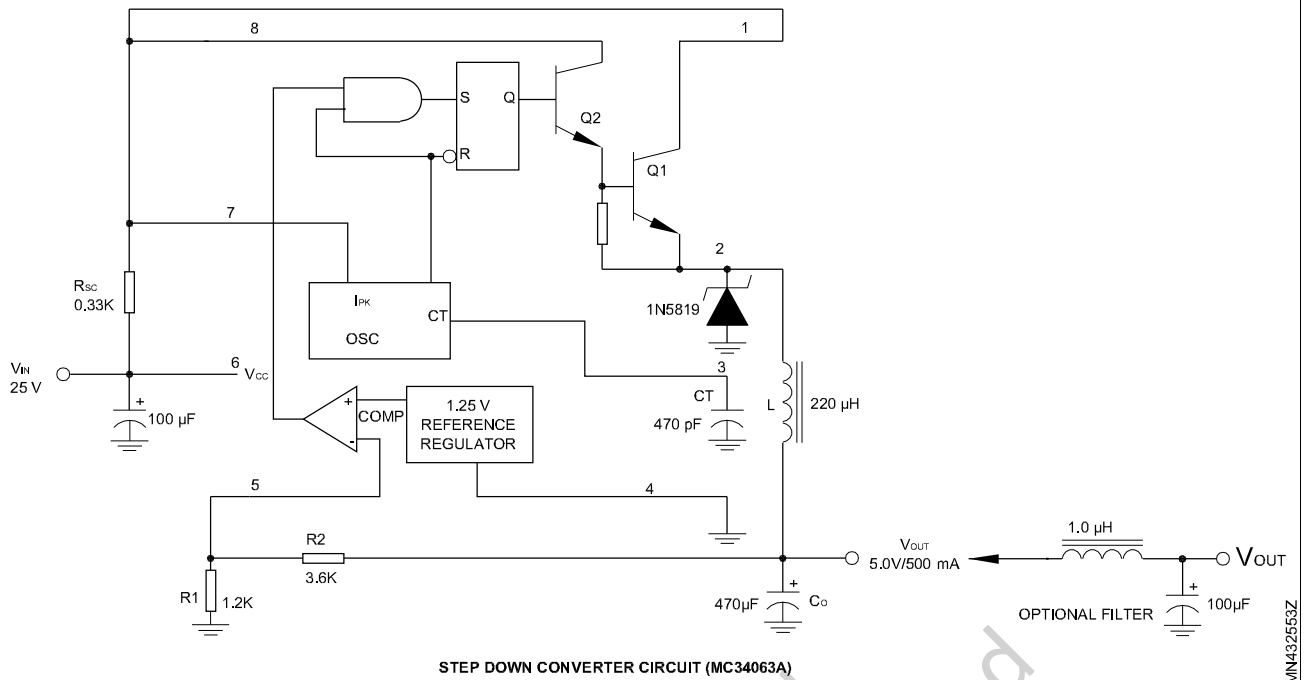 8
1
S
Q
Q2
R
Q1
7
2
RSC
0.33K
IPK
CT
OSC
1N5819
VIN
25 V
6
VCC
3
CT
470 pF
L
220 µH
+
100 µF
+
COMP
-
1.25 V
REFERENCE
REGULATOR
5
4
R2
3.6K
VOUT
5.0V/500 mA
1.0 µH
VOUT
R1
1.2K
470µF
+
CO
OPTIONAL FILTER
+
100µF
STEP DOWN CONVERTER CIRCUIT (MC34063A)
MN432553Z